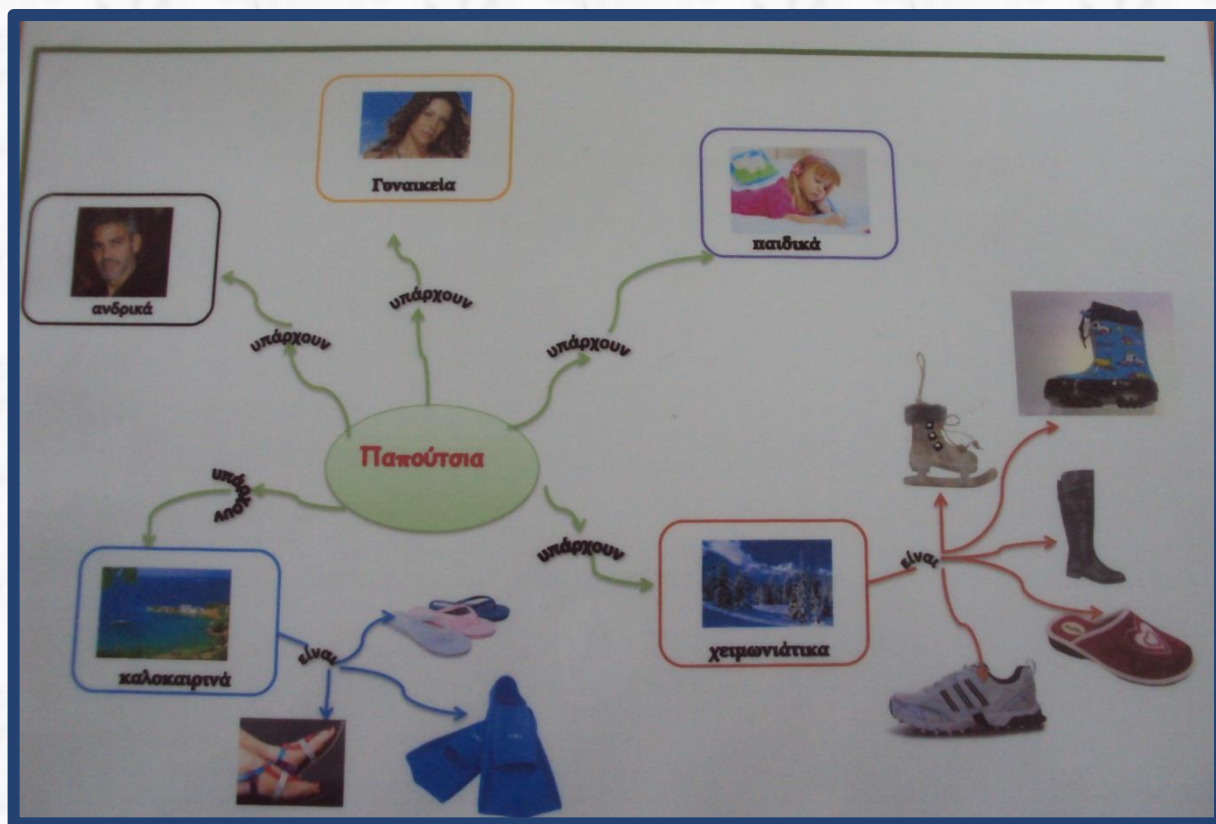 Γυναικεία
παιδικά
ανδρικά
υπάρχουν
υπάρχουν
υπάρχουν
Παπούτσια
υπάρχουν
υπάρχουν
είναι
χειμωνιάτικα
είναι
καλοκαιρινά